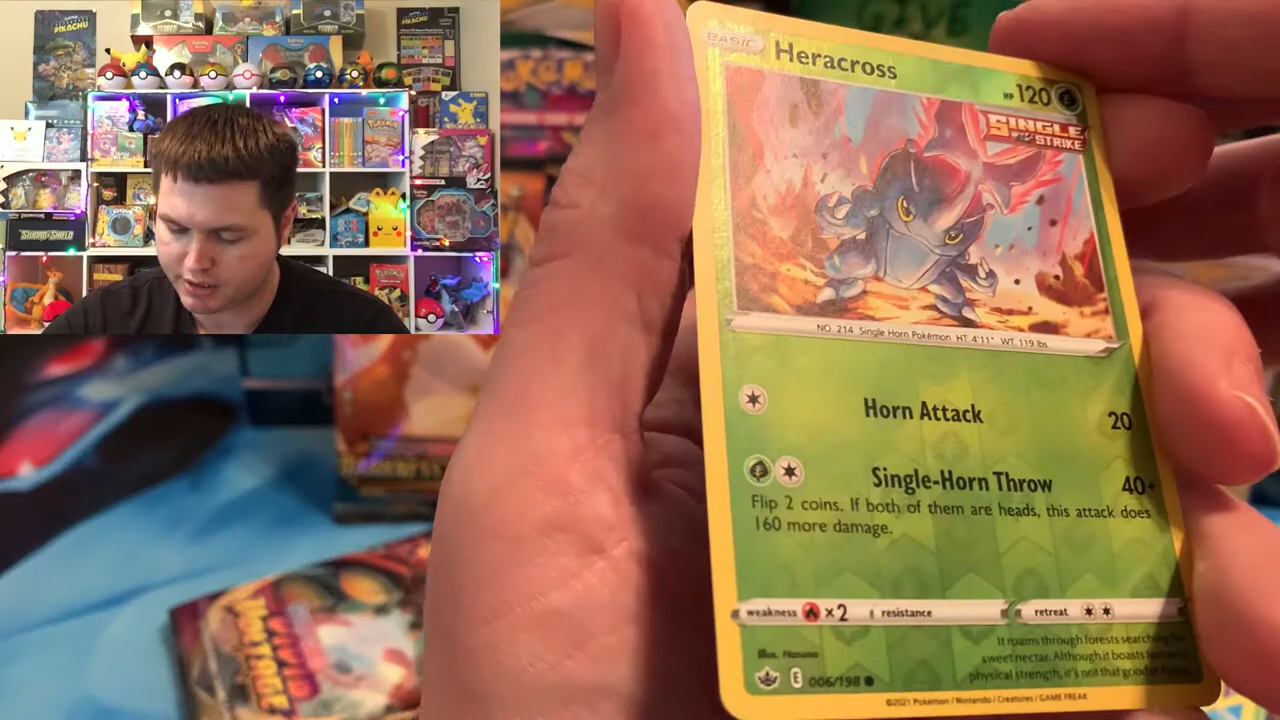 PIKACHU
SWORD & SHIELD
DARKNESS
VIVID
VOLTAGE
BASIC
Heracross
HP 120
SINGLE
STRIKE
NO. 214 Single Horn Pokémon HT. 4'11" WT. 119 lbs.
Horn Attack 20
Single-Horn Throw 40+
Flip 2 coins. If both of them are heads, this attack does
160 more damage.
weakness ×2 resistance retreat
Illus. Hasuno
It roams through forests searching
sweet nectar. Although it boasts
physical strength, it's not that good
E 006/198
©2021 Pokémon / Nintendo / Creatures / GAME FREAK